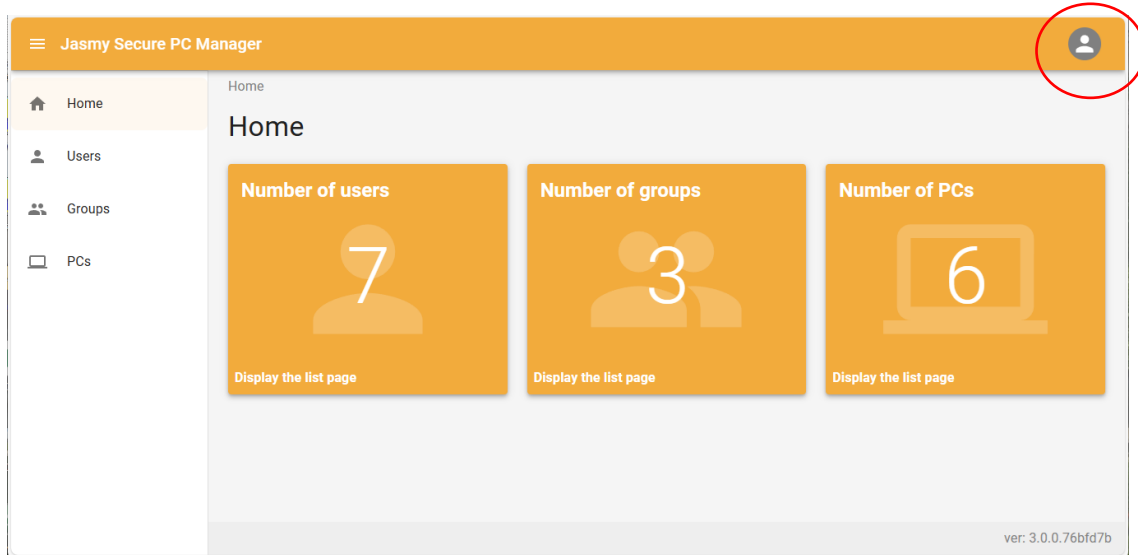 Jasmy Secure PC Manager
Home
Users
Groups
PCs
Home
Home
Number of users
7
Display the list page
Number of groups
3
Display the list page
Number of PCs
6
Display the list page
ver: 3.0.0.76bfd7b